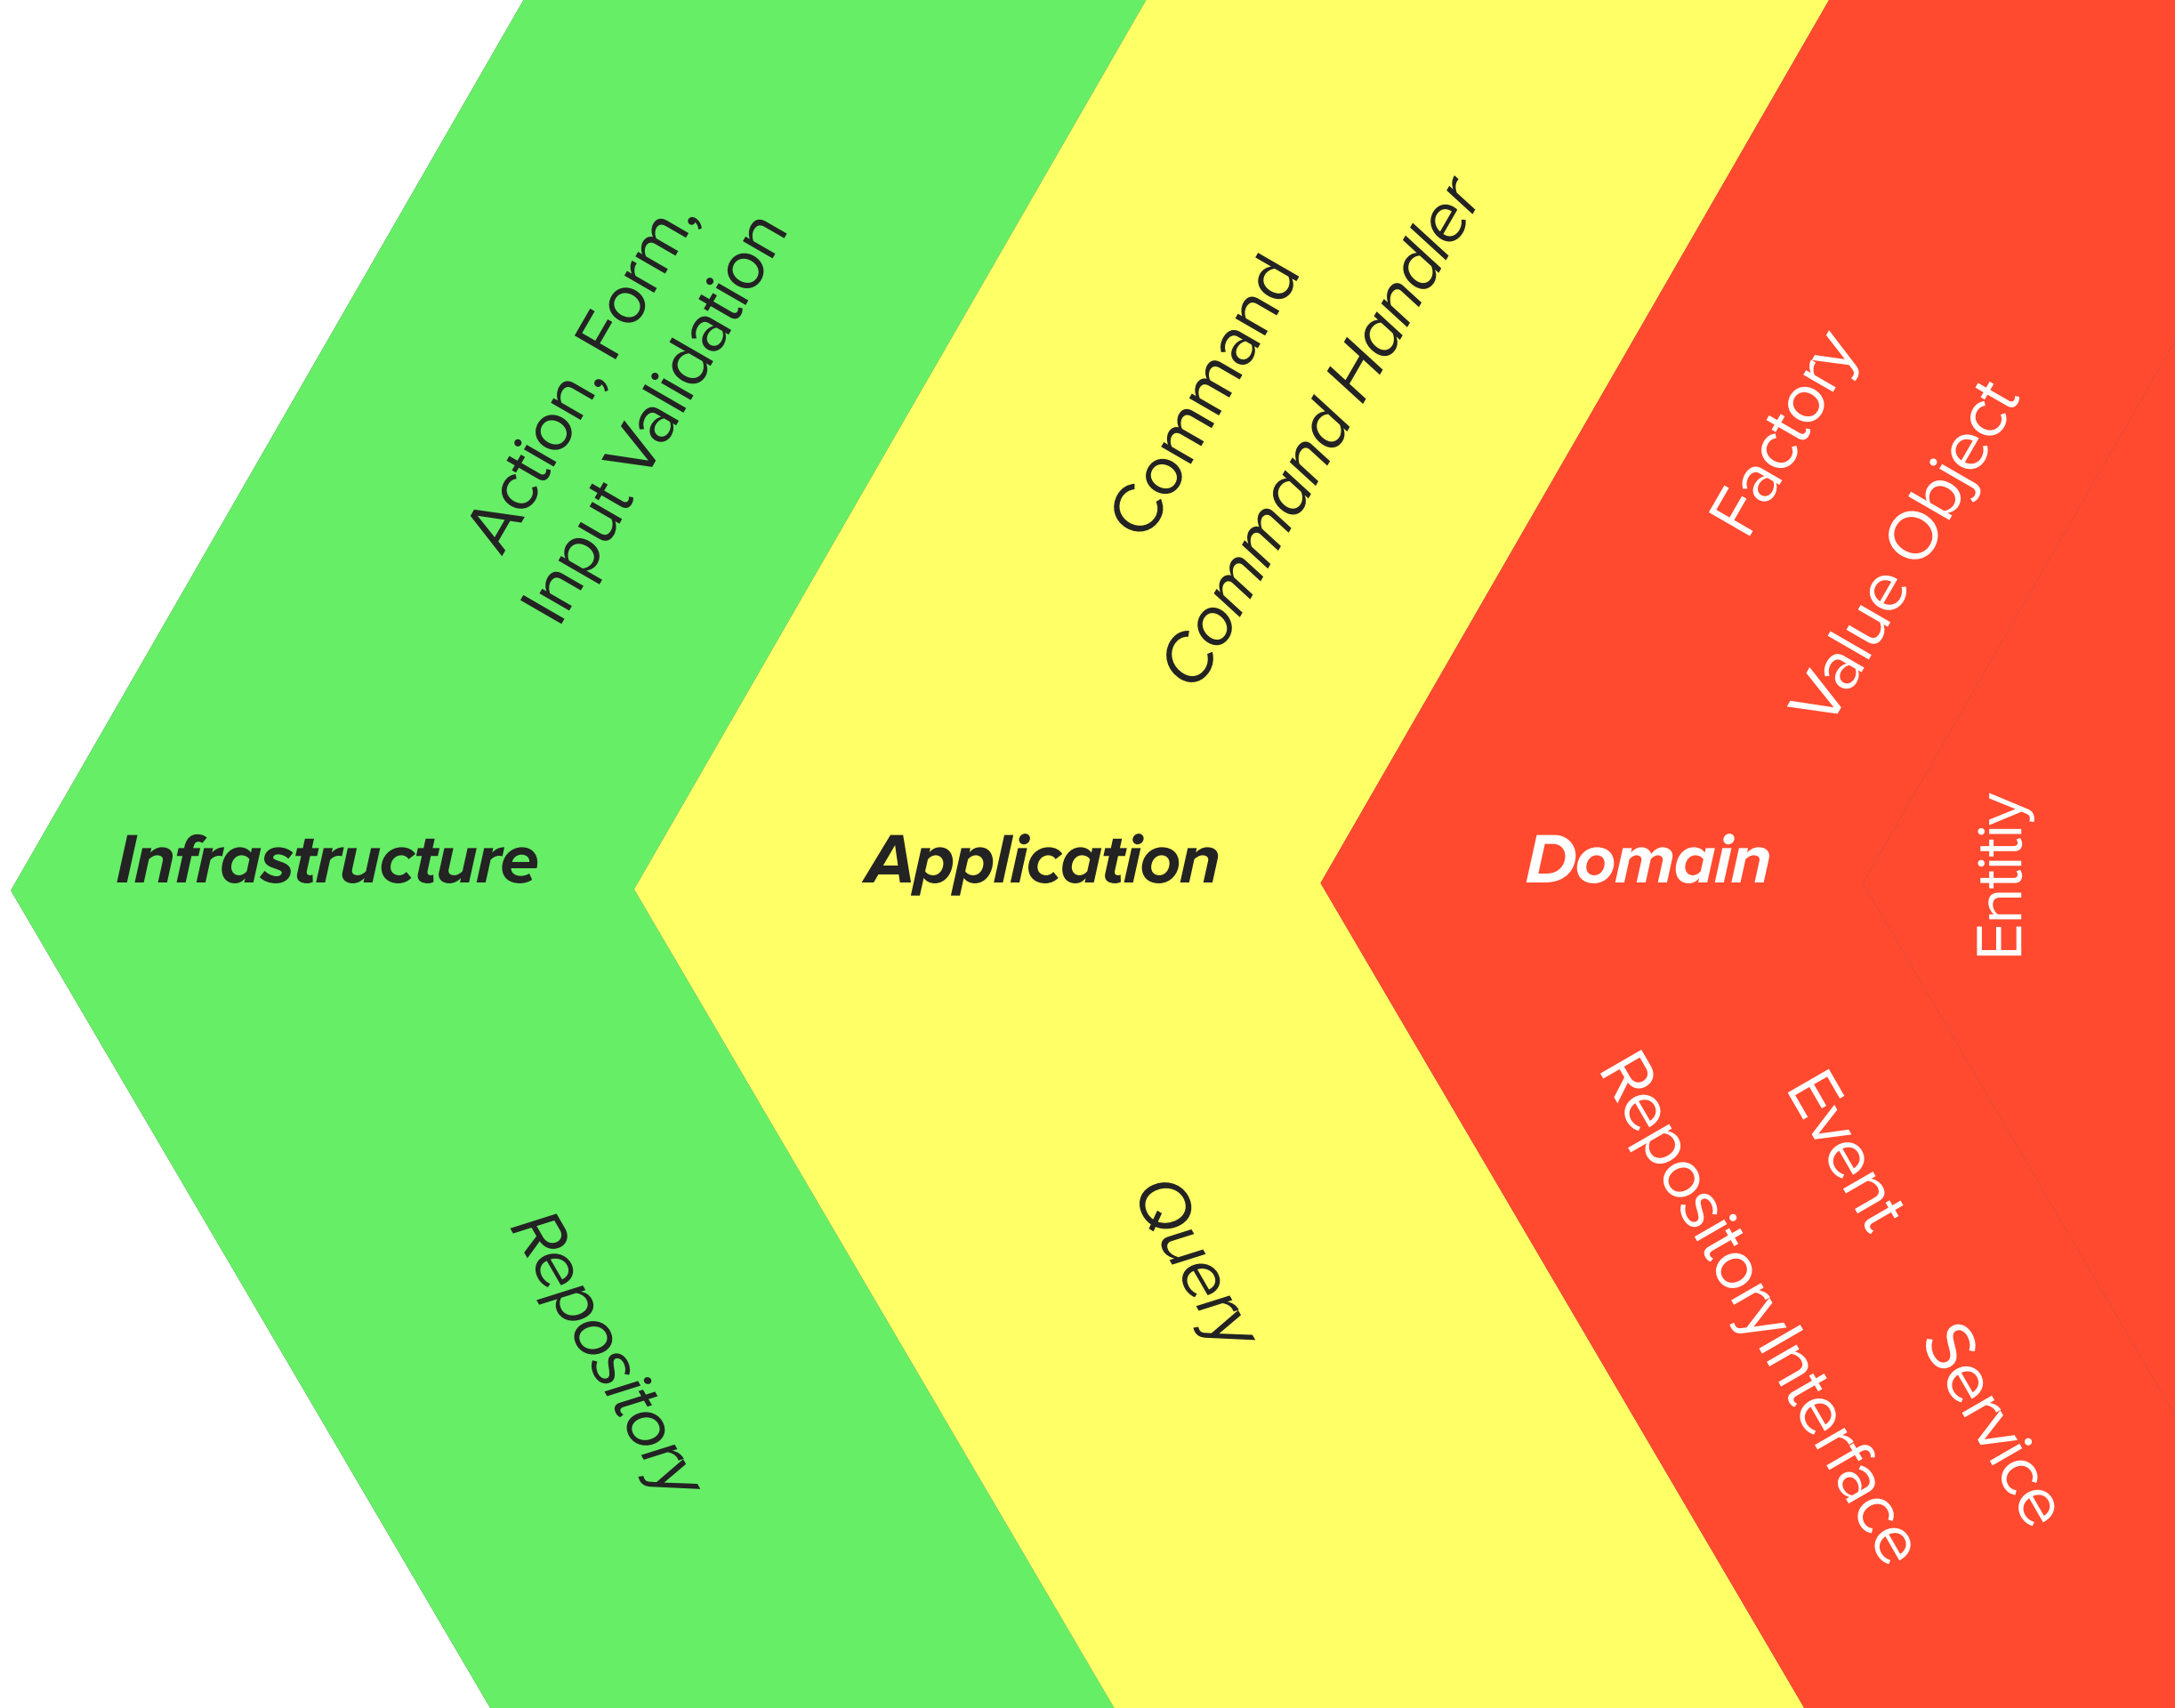 Infrastructure
Action, Form,
Input Validation
Repository
Application
Command
Command Handler
Query
Domain
Factory
Value Object
Entitiy
Event
RepositoryInterface
Service